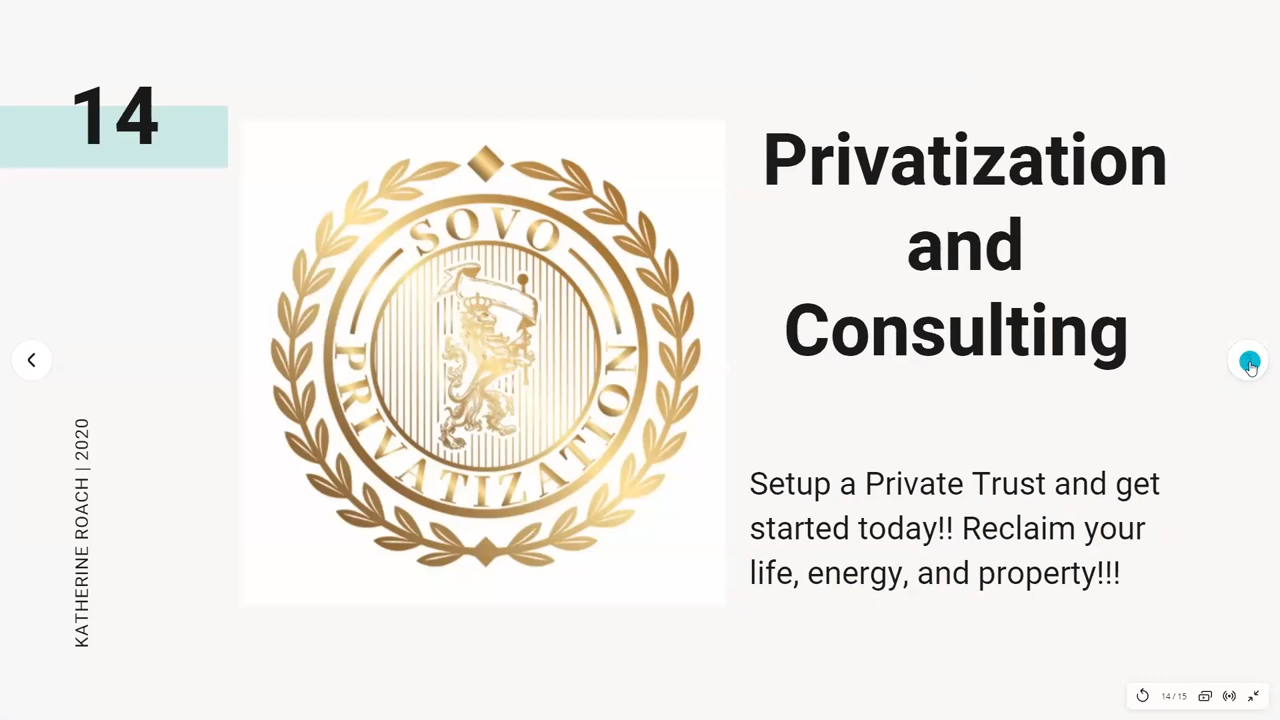 14
SOVO
PRIVATIZATION
Privatization
and
Consulting
Setup a Private Trust and get
started today!! Reclaim your
life, energy, and property!!!
KATHERINE ROACH | 2020
14 / 15